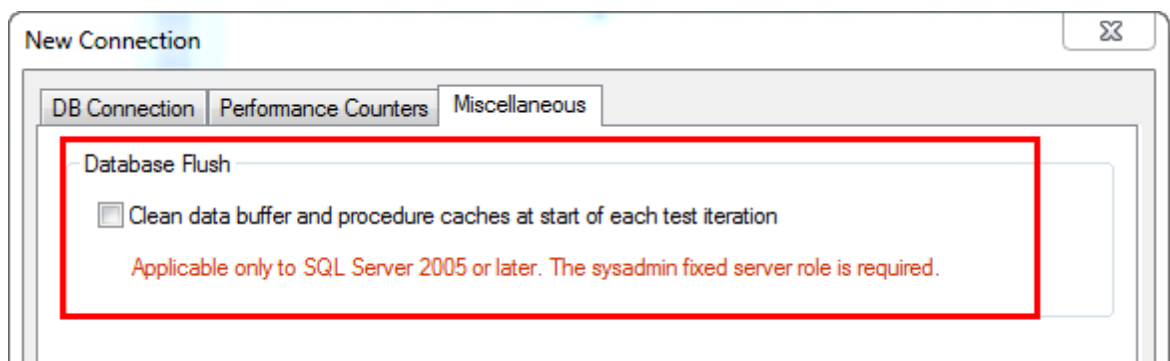 New Connection
DB Connection Performance Counters Miscellaneous
Database Flush
Clean data buffer and procedure caches at start of each test iteration
Applicable only to SQL Server 2005 or later. The sysadmin fixed server role is required.